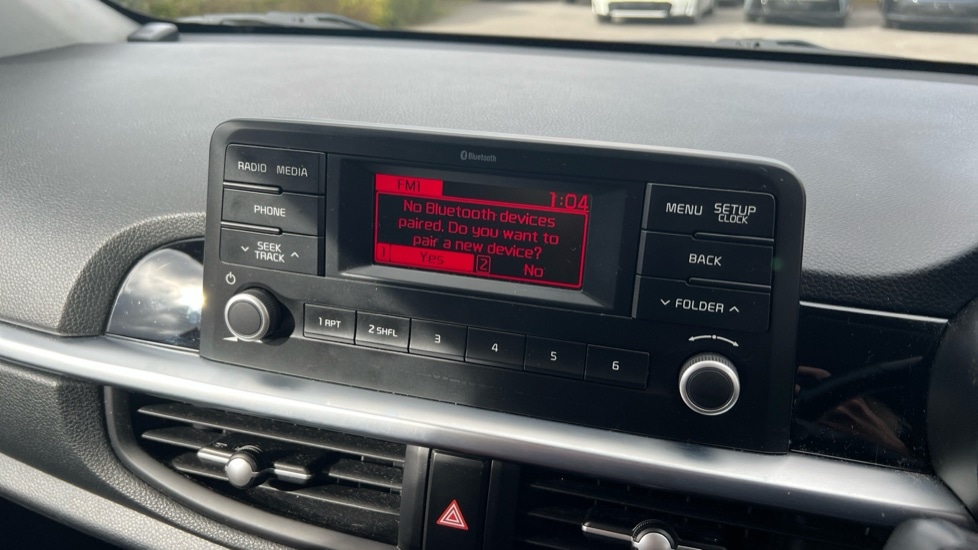 Bluetooth
RADIO MEDIA
PHONE
SEEK
TRACK
FM1
1:04
No Bluetooth devices
paired. Do you want to
pair a new device?
1 Yes 2 No
MENU SETUP
CLOCK
BACK
FOLDER
1 RPT 2 SHFL 3 4 5 6